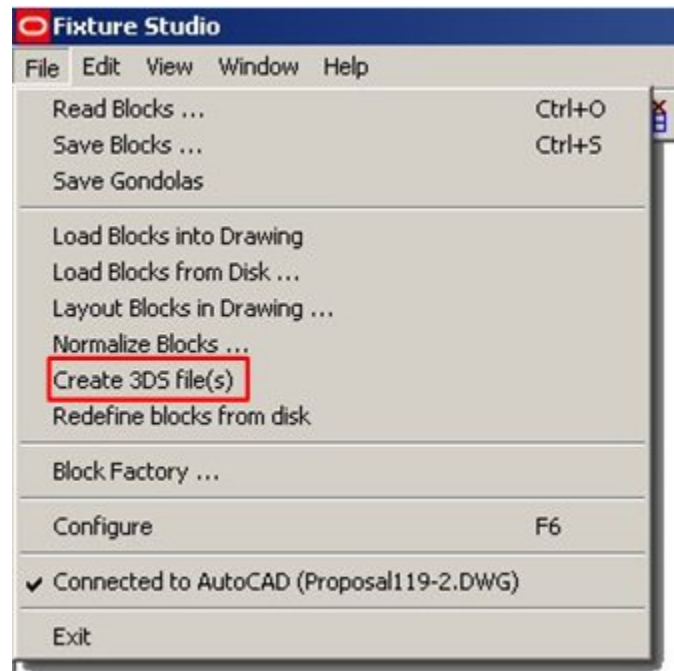 Fixture Studio
File Edit View Window Help
Read Blocks ... Ctrl+O
Save Blocks ... Ctrl+S
Save Gondolas
Load Blocks into Drawing
Load Blocks from Disk ...
Layout Blocks in Drawing ...
Normalize Blocks ...
Create 3DS file(s)
Redefine blocks from disk
Block Factory ...
Configure F6
Connected to AutoCAD (Proposal119-2.DWG)
Exit